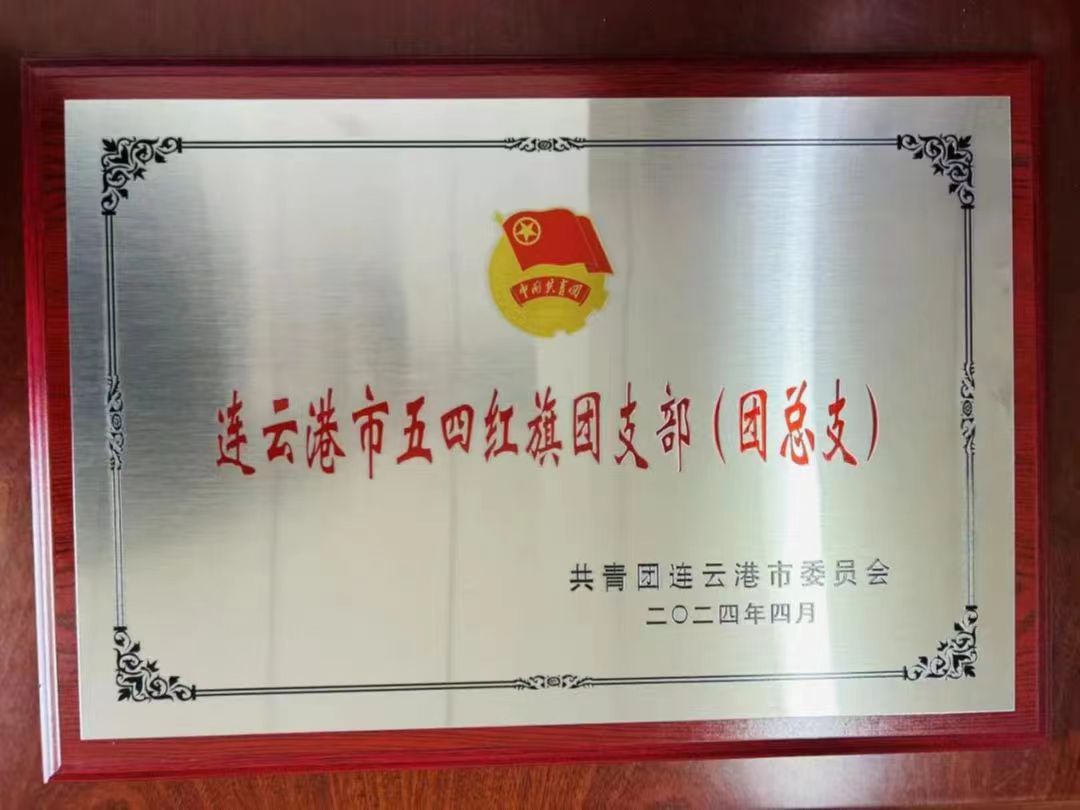 中国共青团
连云港市五四红旗团支部（团总支）
共青团连云港市委员会
二〇二四年四月